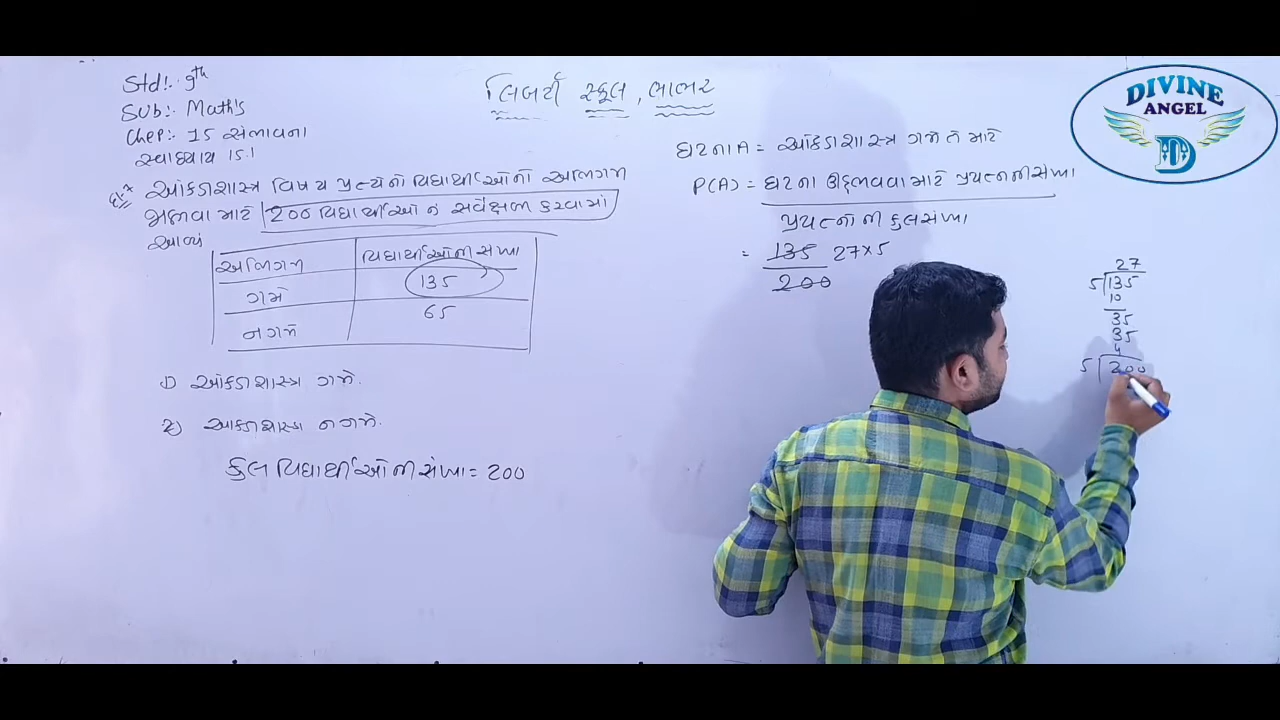 Std:- 9th
Sub:- Math's
Chep:- 15 સંભાવના
સ્વાધ્યાય 15.1
લિબર્ટી સ્કૂલ, ભાભર
આંકડાશાસ્ત્ર વિષય પ્રત્યેનો વિદ્યાર્થીઓનો અભિગમ
જાણવા માટે 200 વિદ્યાર્થીઓનં સર્વેક્ષણ કરવામાં
આવ્યં
અભિગમ વિદ્યાર્થીઓની સંખ્યા
ગમે 135
ન ગમે 65
1) આંકડાશાસ્ત્ર ગમે.
2) આંકડાશાસ્ત્ર ન ગમે.
કુલ વિદ્યાર્થીઓની સંખ્યા = 200
ઘટના A = આંકડાશાસ્ત્ર ગમે તે માટે
P(A) = ઘટના ઉદ્દભવવા માટે પ્રયત્નની સંખ્યા
પ્રયત્નોની કુલ સંખ્યા
= 135 27×5
200
27
5 135
10
35
35
4
5 200
DIVINE
ANGEL
D